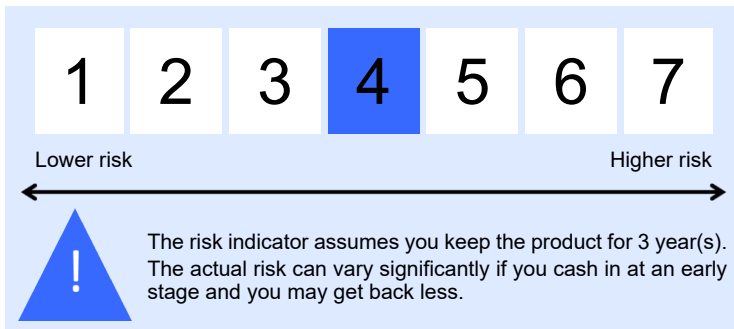 1 2 3 4 5 6 7
Lower risk Higher risk
!
The risk indicator assumes you keep the product for 3 year(s).
The actual risk can vary significantly if you cash in at an early
stage and you may get back less.